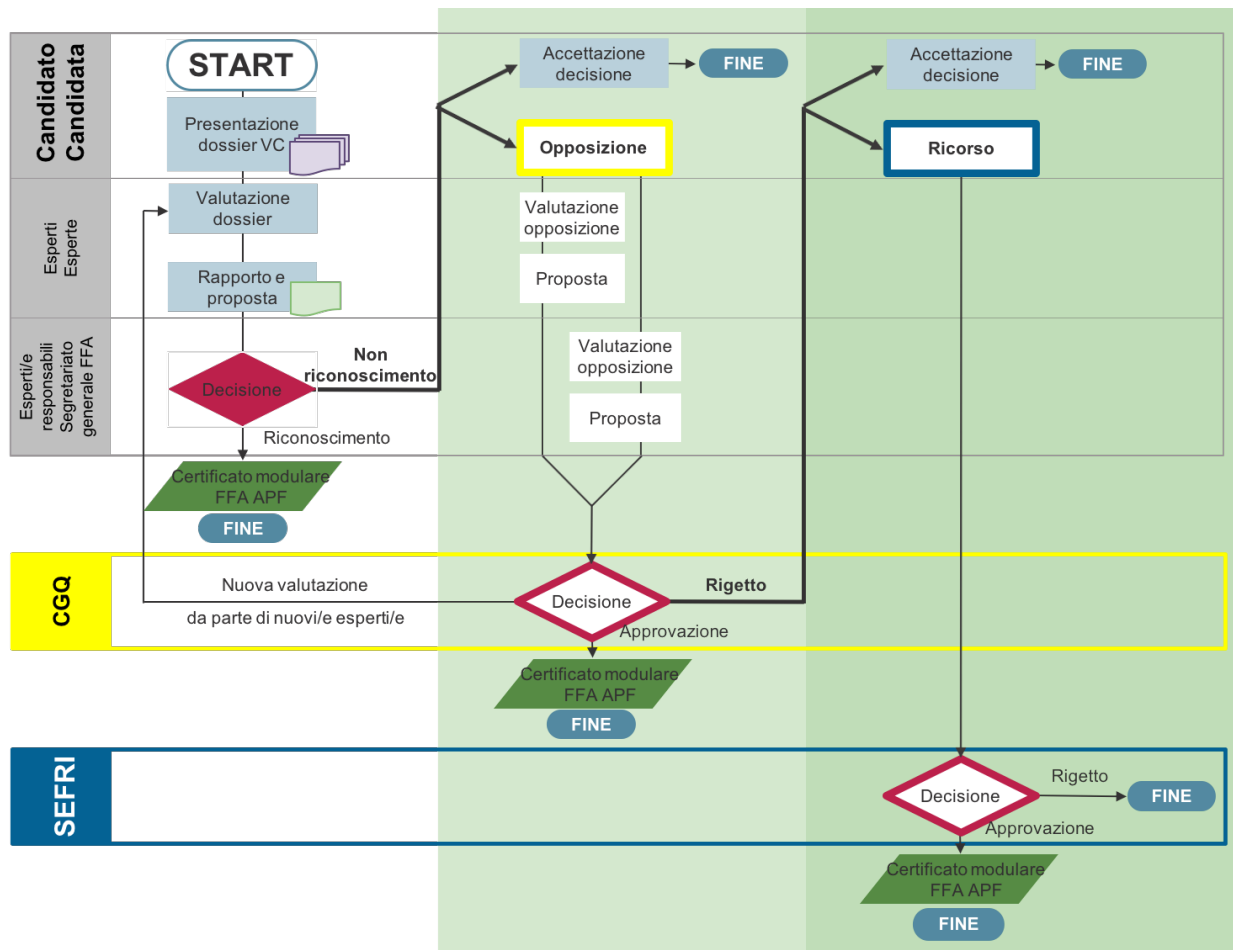 Candidato
Candidata
START
Presentazione
dossier VC
Accettazione
decisione
FINE
Opposizione
Accettazione
decisione
FINE
Ricorso
Esperti
Esperte
Valutazione
dossier
Rapporto e
proposta
Valutazione
opposizione
Proposta
Esperti/e
responsabili
Segretariato
generale FFA
Decisione
Non
riconoscimento
Riconoscimento
Valutazione
opposizione
Proposta
Certificato modulare
FFA APF
FINE
CGQ
Nuova valutazione
da parte di nuovi/e esperti/e
Decisione
Rigetto
Approvazione
Certificato modulare
FFA APF
FINE
SEFRI
Decisione
Rigetto
FINE
Approvazione
Certificato modulare
FFA APF
FINE